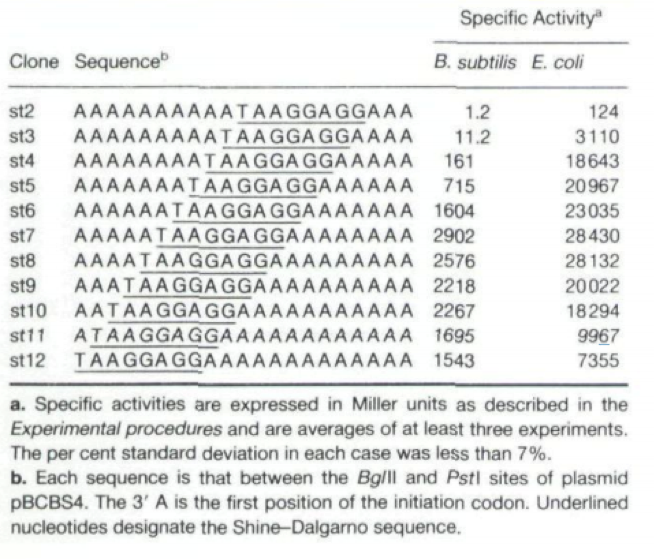 Specific Activityᵃ
Clone Sequenceᵇ B. subtilis E. coli
st2 AAAAAAAAAATAAGGAGGAAA 1.2 124
st3 AAAAAAAAATAAGGAGGAAAA 11.2 3110
st4 AAAAAAAATAAGGAGGAAAAA 161 18643
st5 AAAAAAATAAGGAGGAAAAAA 715 20967
st6 AAAAAATAAGGAGGAAAAAAA 1604 23035
st7 AAAAATAAGGAGGAAAAAAAA 2902 28430
st8 AAAATAAGGAGGAAAAAAAAA 2576 28132
st9 AAATAAGGAGGAAAAAAAAAA 2218 20022
st10 AATAAGGAGGAAAAAAAAAAA 2267 18294
st11 ATAAGGAGGAAAAAAAAAAAA 1695 9967
st12 TAAGGAGGAAAAAAAAAAAAA 1543 7355
a. Specific activities are expressed in Miller units as described in the
Experimental procedures and are averages of at least three experiments.
The per cent standard deviation in each case was less than 7%.
b. Each sequence is that between the BglII and PstI sites of plasmid
pBCBS4. The 3′ A is the first position of the initiation codon. Underlined
nucleotides designate the Shine–Dalgarno sequence.